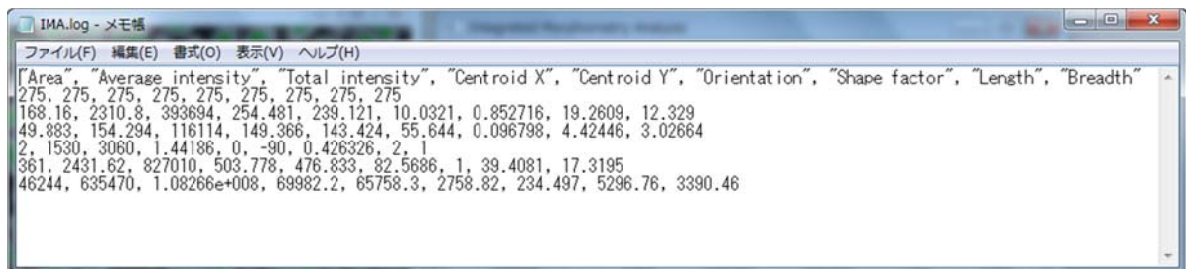 IMA.log - メモ帳
ファイル(F) 編集(E) 書式(O) 表示(V) ヘルプ(H)
"Area", "Average intensity", "Total intensity", "Centroid X", "Centroid Y", "Orientation", "Shape factor", "Length", "Breadth"
275, 275, 275, 275, 275, 275, 275, 275, 275
168.16, 2310.8, 393694, 254.481, 239.121, 10.0321, 0.852716, 19.2609, 12.329
49.883, 154.294, 116114, 149.366, 143.424, 55.644, 0.096798, 4.42446, 3.02664
2, 1530, 3060, 1.44186, 0, -90, 0.426326, 2, 1
361, 2431.62, 827010, 503.778, 476.833, 82.5686, 1, 39.4081, 17.3195
46244, 635470, 1.08266e+008, 69982.2, 65758.3, 2758.82, 234.497, 5296.76, 3390.46